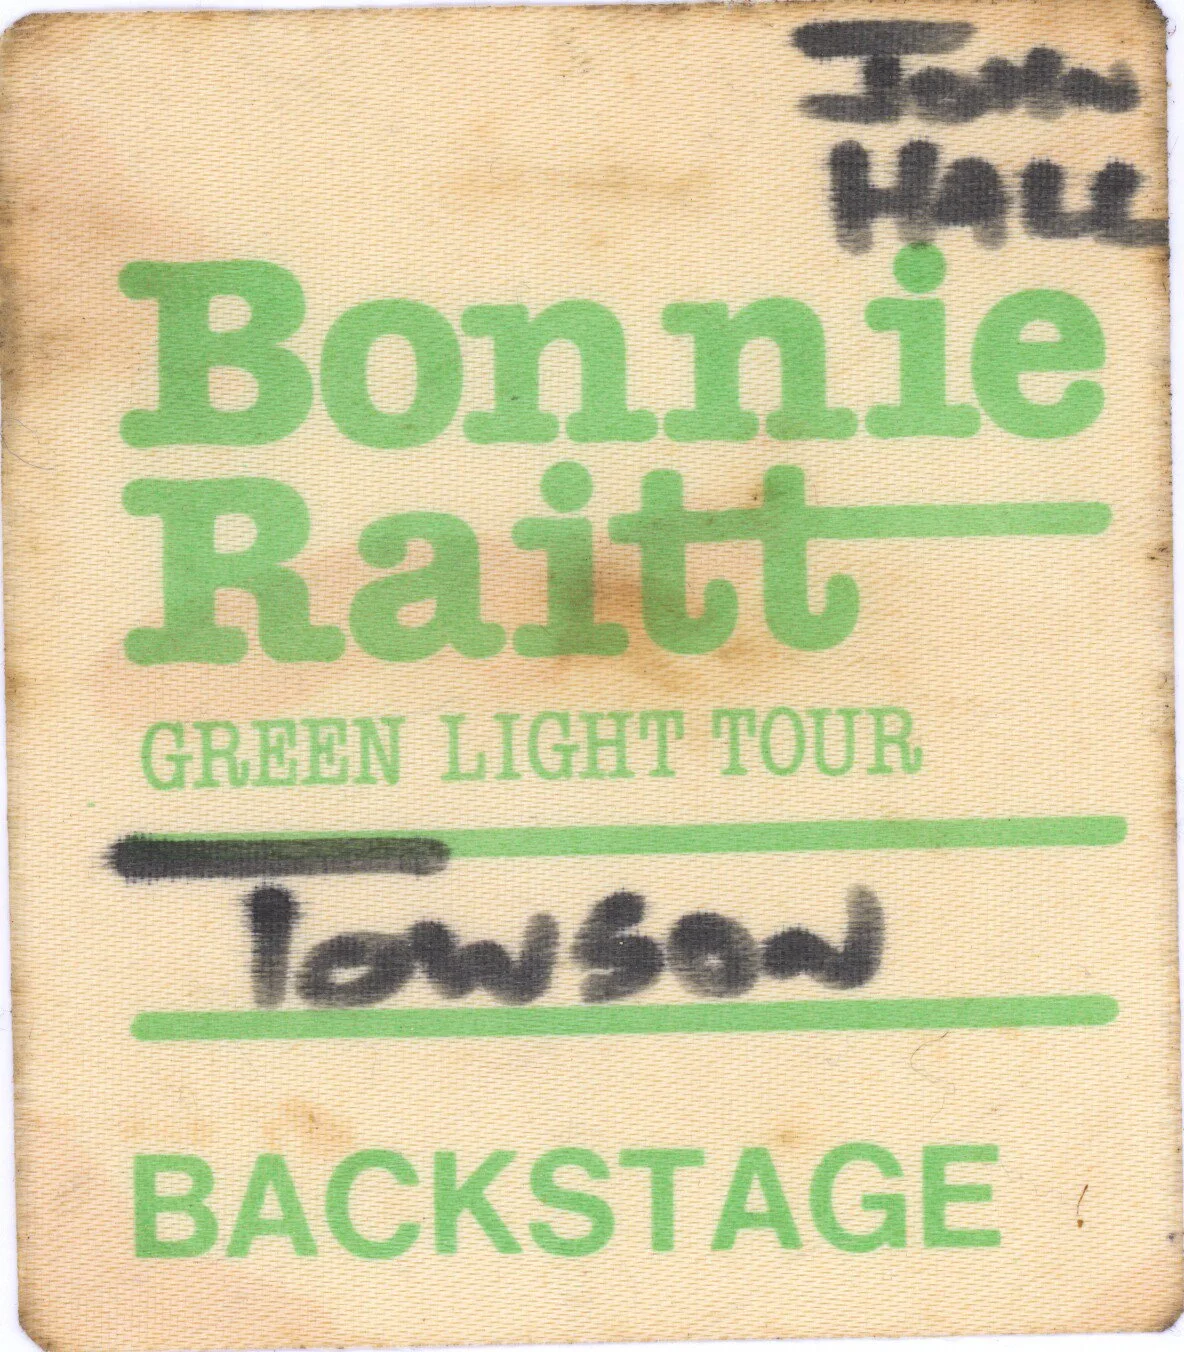 John
HALL
Bonnie
Raitt
GREEN LIGHT TOUR
Towson
BACKSTAGE